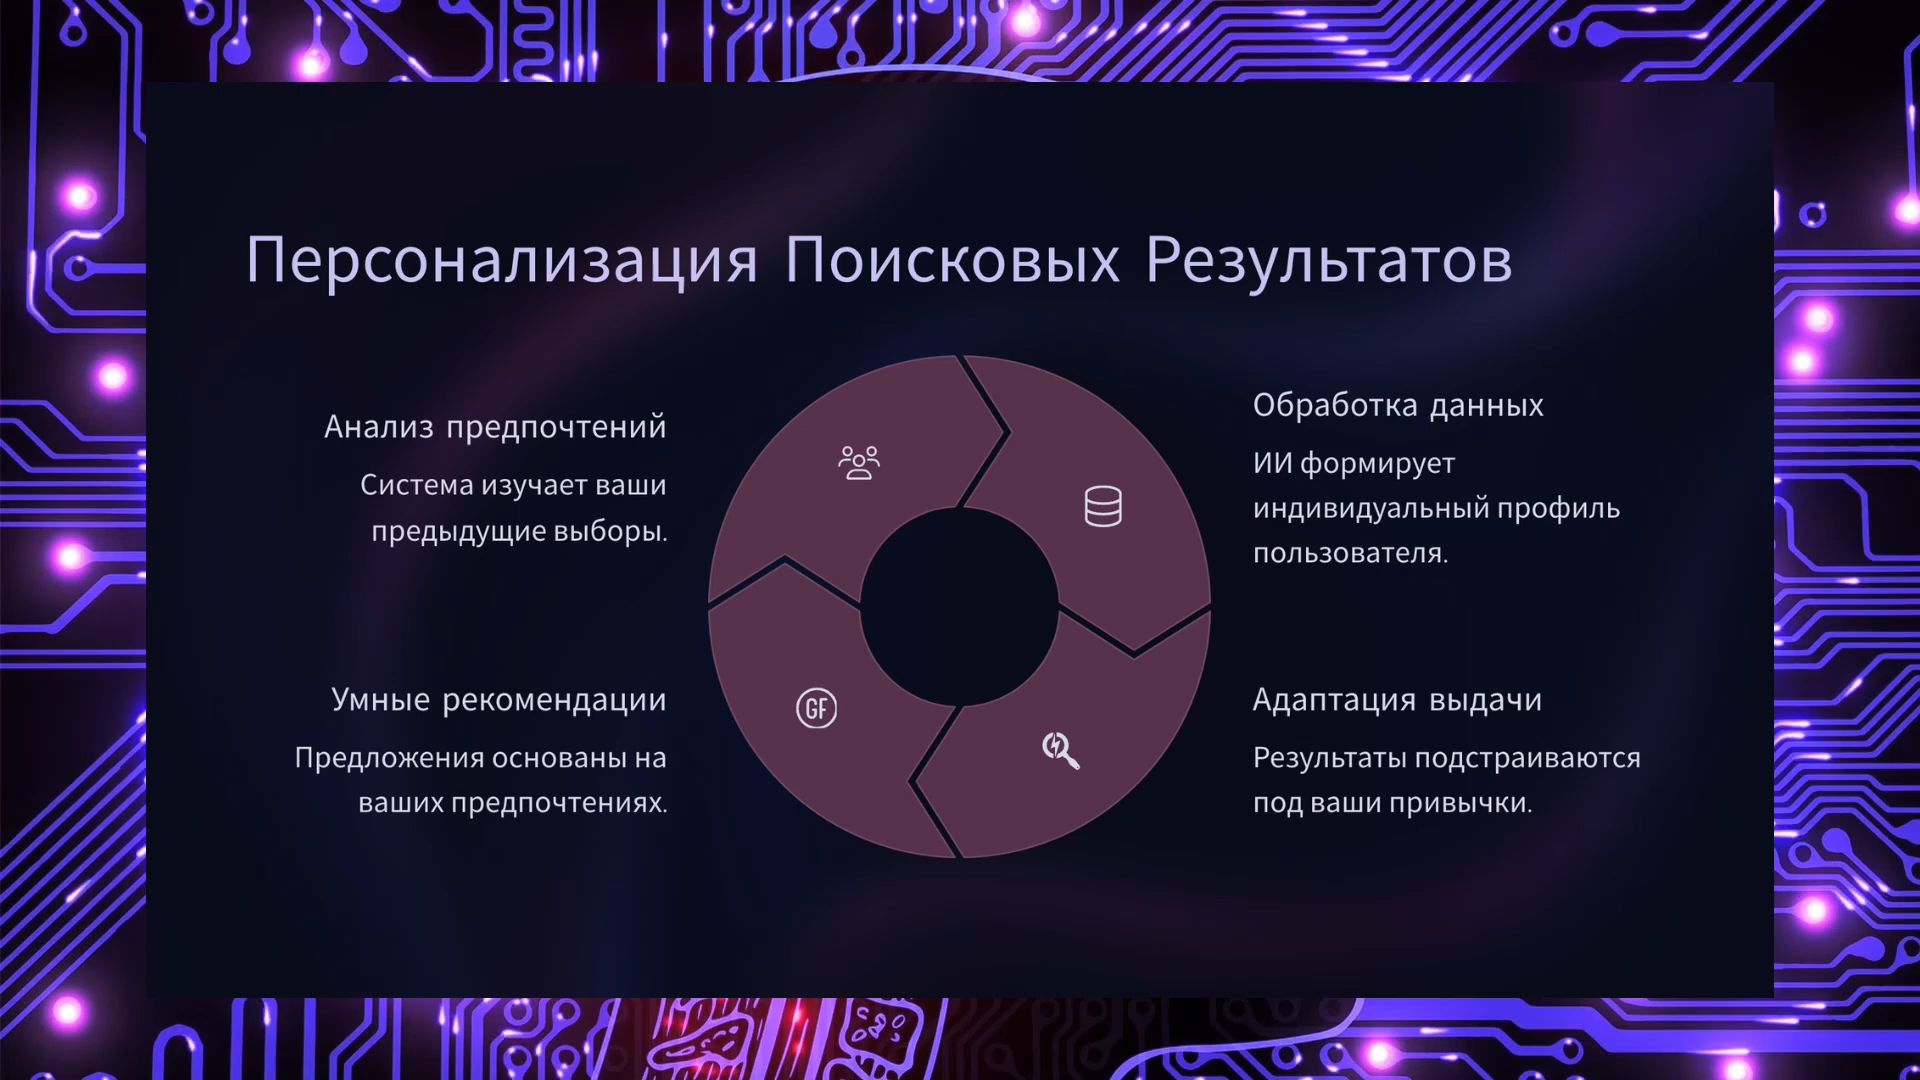 Персонализация Поисковых Результатов
Анализ предпочтений
Система изучает ваши
предыдущие выборы.
Обработка данных
ИИ формирует
индивидуальный профиль
пользователя.
Умные рекомендации
Предложения основаны на
ваших предпочтениях.
GF
Адаптация выдачи
Результаты подстраиваются
под ваши привычки.